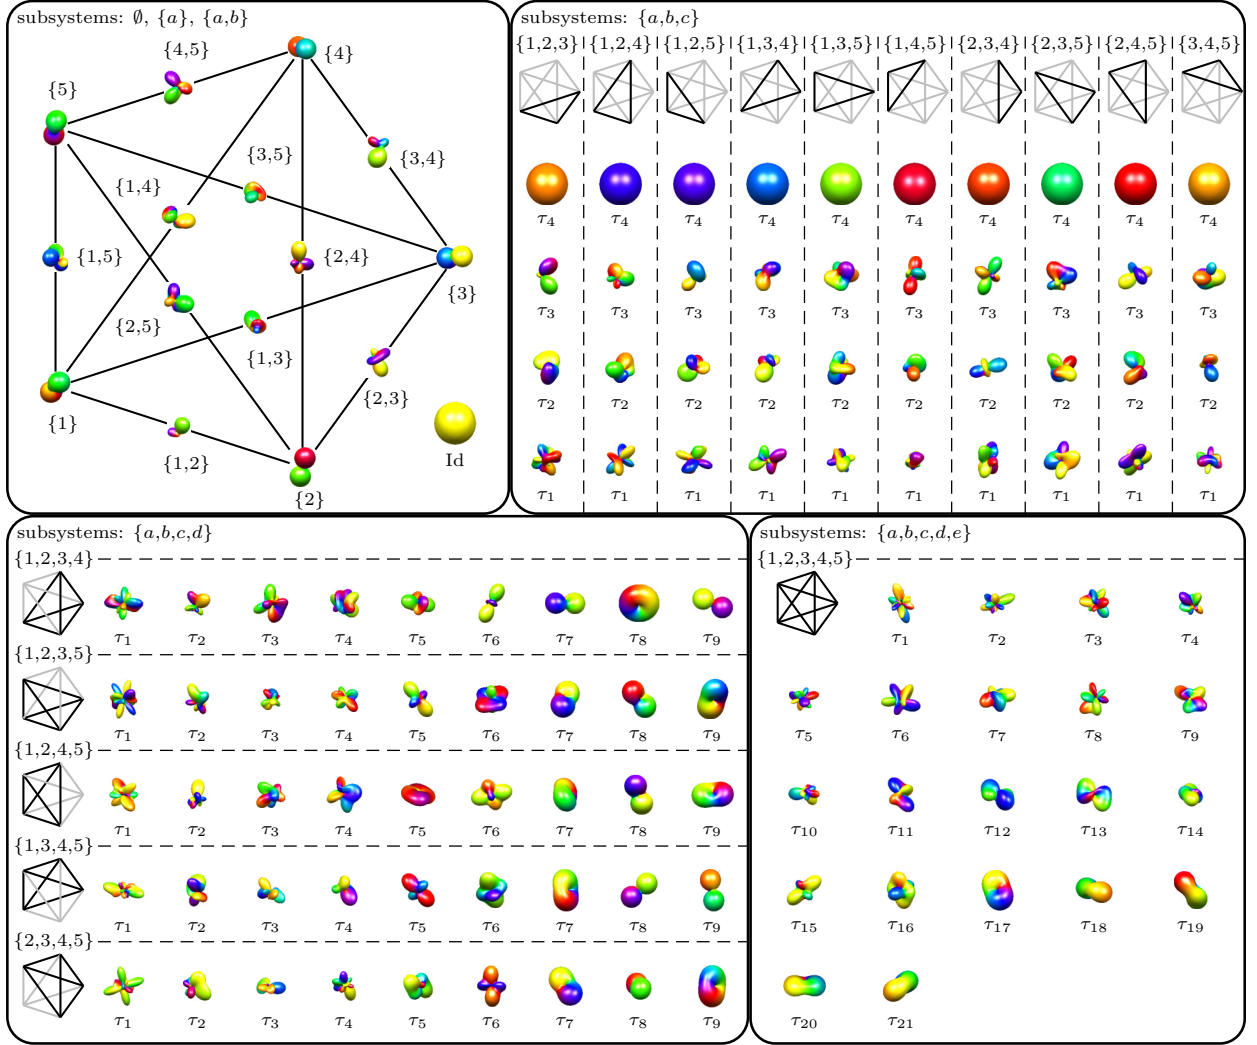 subsystems: ∅, {a}, {a,b}
{4,5}
{4}
{5}
{3,5}
{3,4}
{1,4}
{1,5}
{2,4}
{3}
{2,5}
{1,3}
{2,3}
{1}
{1,2}
Id
{2}
subsystems: {a,b,c}
{1,2,3} {1,2,4} {1,2,5} {1,3,4} {1,3,5} {1,4,5} {2,3,4} {2,3,5} {2,4,5} {3,4,5}
τ4 τ4 τ4 τ4 τ4 τ4 τ4 τ4 τ4 τ4
τ3 τ3 τ3 τ3 τ3 τ3 τ3 τ3 τ3 τ3
τ2 τ2 τ2 τ2 τ2 τ2 τ2 τ2 τ2 τ2
τ1 τ1 τ1 τ1 τ1 τ1 τ1 τ1 τ1 τ1
subsystems: {a,b,c,d}
{1,2,3,4}
τ1 τ2 τ3 τ4 τ5 τ6 τ7 τ8 τ9
{1,2,3,5}
τ1 τ2 τ3 τ4 τ5 τ6 τ7 τ8 τ9
{1,2,4,5}
τ1 τ2 τ3 τ4 τ5 τ6 τ7 τ8 τ9
{1,3,4,5}
τ1 τ2 τ3 τ4 τ5 τ6 τ7 τ8 τ9
{2,3,4,5}
τ1 τ2 τ3 τ4 τ5 τ6 τ7 τ8 τ9
subsystems: {a,b,c,d,e}
{1,2,3,4,5}
τ1 τ2 τ3 τ4
τ5 τ6 τ7 τ8 τ9
τ10 τ11 τ12 τ13 τ14
τ15 τ16 τ17 τ18 τ19
τ20 τ21